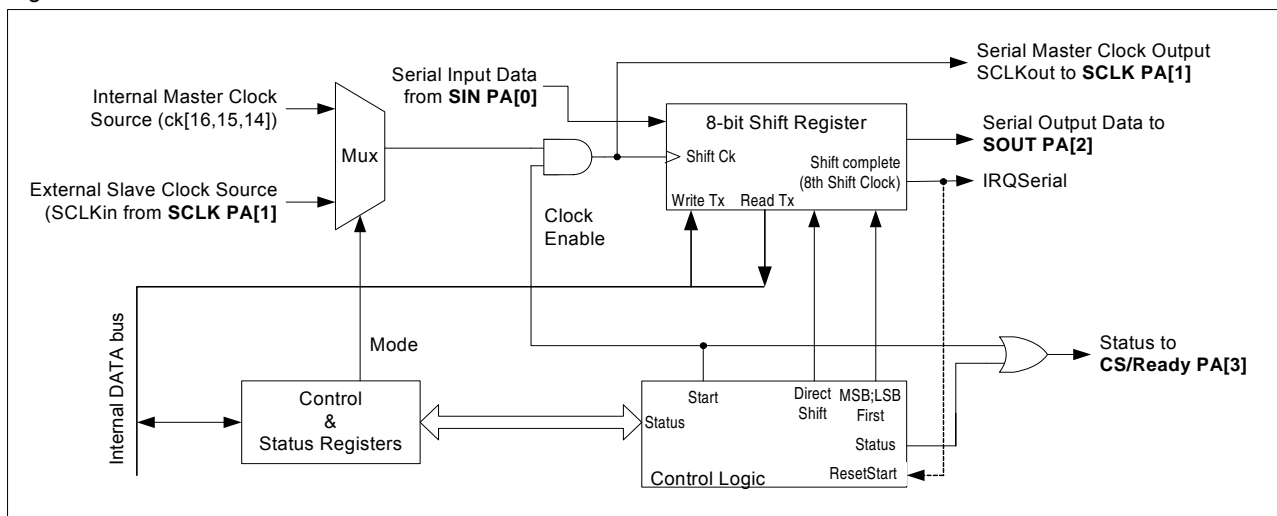 Serial Master Clock Output
SCLKout to SCLK PA[1]
Serial Input Data
from SIN PA[0]
Internal Master Clock
Source (ck[16,15,14])
8-bit Shift Register
Serial Output Data to
SOUT PA[2]
Mux
Shift Ck
Shift complete
(8th Shift Clock)
IRQSerial
External Slave Clock Source
(SCLKin from SCLK PA[1]
Write Tx
Read Tx
Clock
Enable
Internal DATA bus
Mode
Status to
CS/Ready PA[3]
Control
&
Status Registers
Start
Direct
Shift
MSB;LSB
First
Status
Status
ResetStart
Control Logic